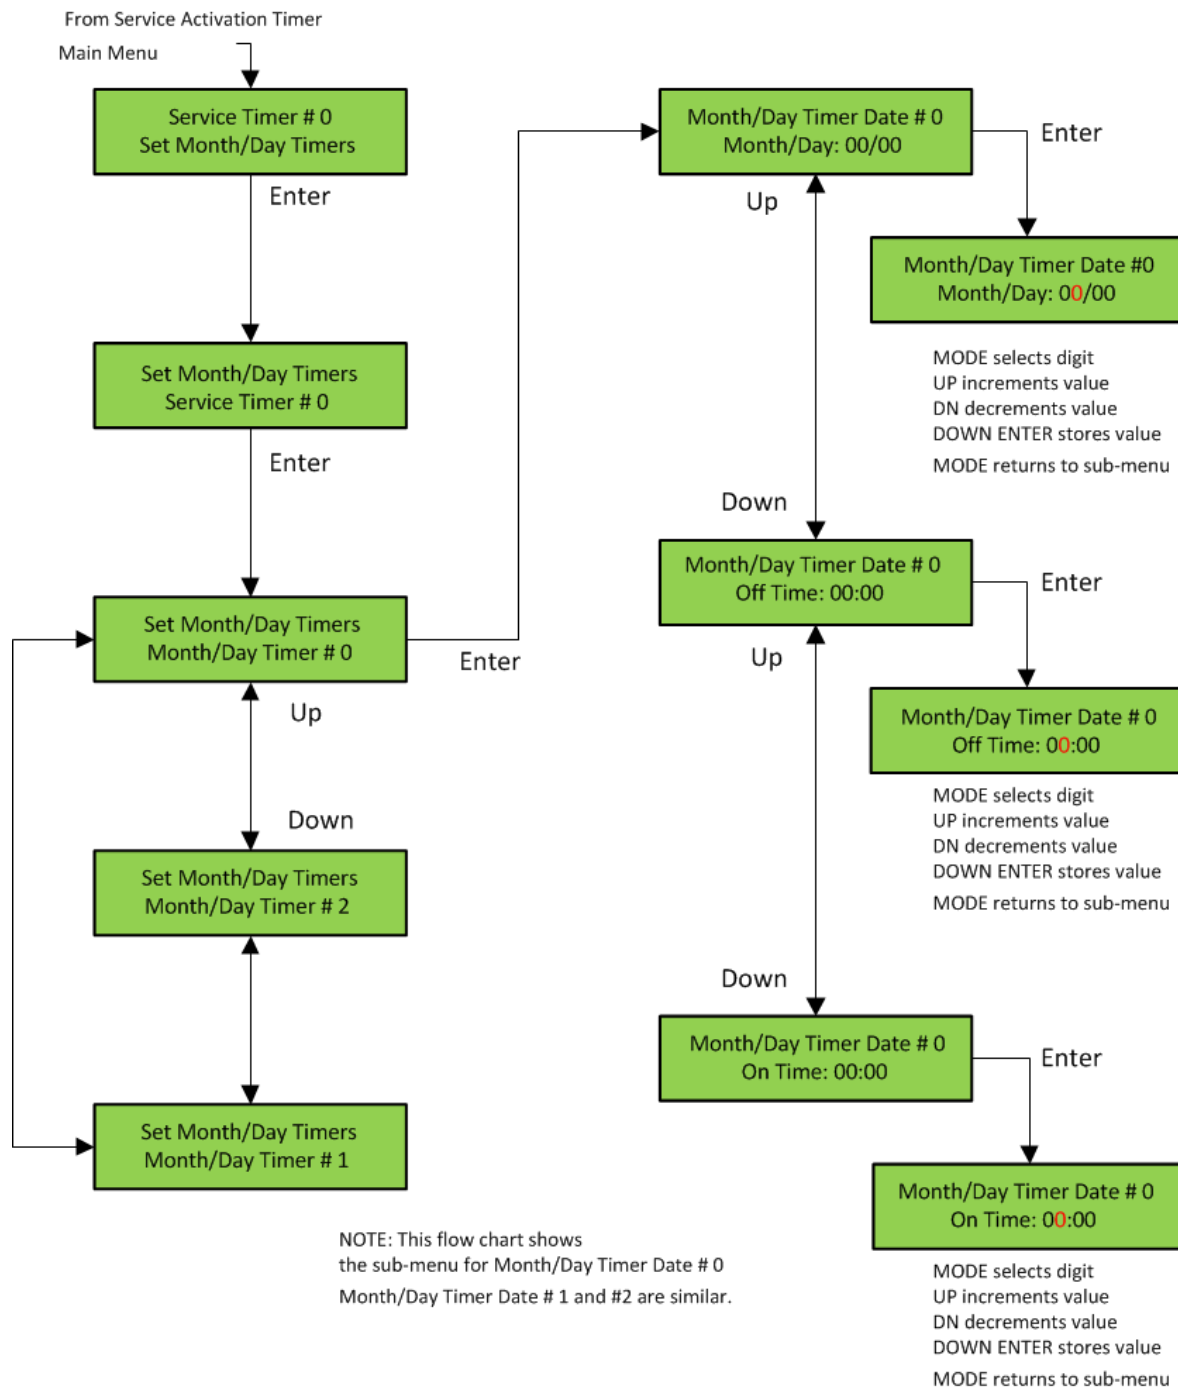 From Service Activation Timer
Main Menu
Service Timer # 0
Set Month/Day Timers
Enter
Set Month/Day Timers
Service Timer # 0
Enter
Set Month/Day Timers
Month/Day Timer # 0
Enter
Up
Down
Set Month/Day Timers
Month/Day Timer # 2
Set Month/Day Timers
Month/Day Timer # 1
Month/Day Timer Date # 0
Month/Day: 00/00
Enter
Up
Month/Day Timer Date #0
Month/Day: 00/00
MODE selects digit
UP increments value
DN decrements value
DOWN ENTER stores value
MODE returns to sub-menu
Down
Month/Day Timer Date # 0
Off Time: 00:00
Enter
Up
Month/Day Timer Date # 0
Off Time: 00:00
MODE selects digit
UP increments value
DN decrements value
DOWN ENTER stores value
MODE returns to sub-menu
Down
Month/Day Timer Date # 0
On Time: 00:00
Enter
Month/Day Timer Date # 0
On Time: 00:00
MODE selects digit
UP increments value
DN decrements value
DOWN ENTER stores value
MODE returns to sub-menu
NOTE: This flow chart shows
the sub-menu for Month/Day Timer Date # 0
Month/Day Timer Date # 1 and #2 are similar.